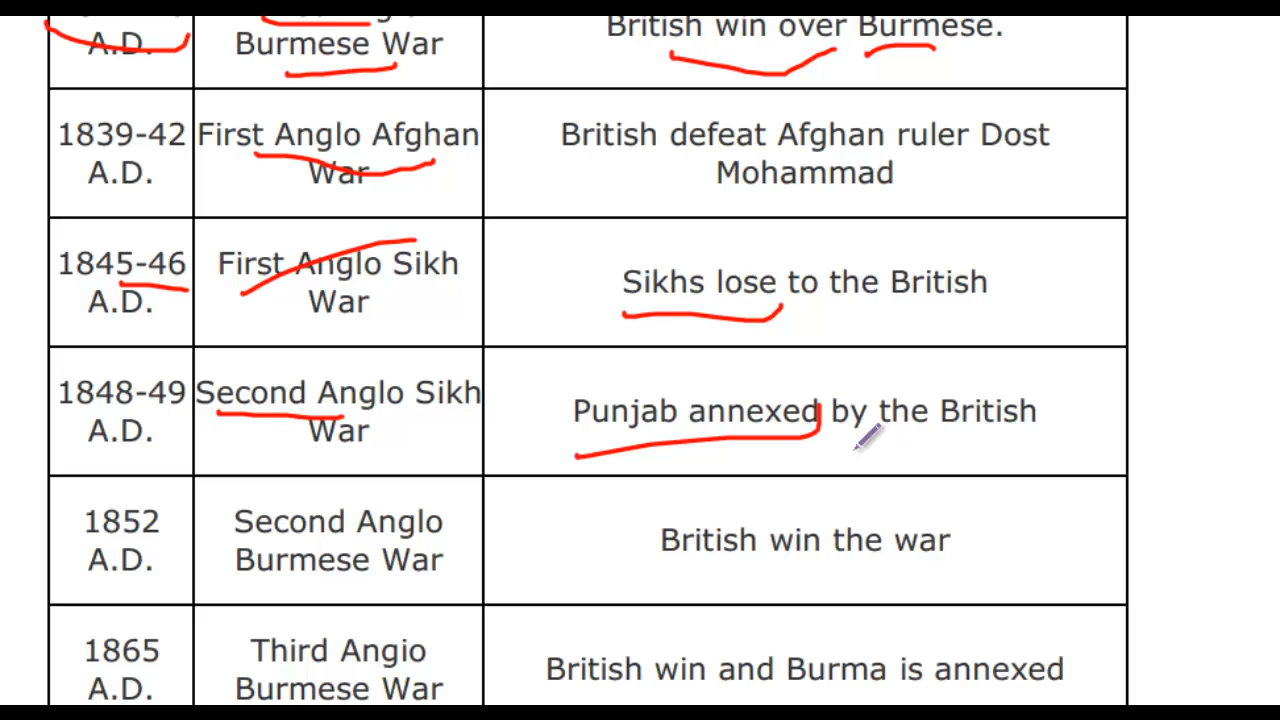 British win over Burmese.
A.D.
Burmese War
1839-42
First Anglo Afghan
British defeat Afghan ruler Dost
A.D.
War
Mohammad
1845-46
First Anglo Sikh
Sikhs lose to the British
A.D.
War
1848-49
Second Anglo Sikh
Punjab annexed by the British
A.D.
War
1852
Second Anglo
British win the war
A.D.
Burmese War
1865
Third Angio
British win and Burma is annexed
A.D.
Burmese War